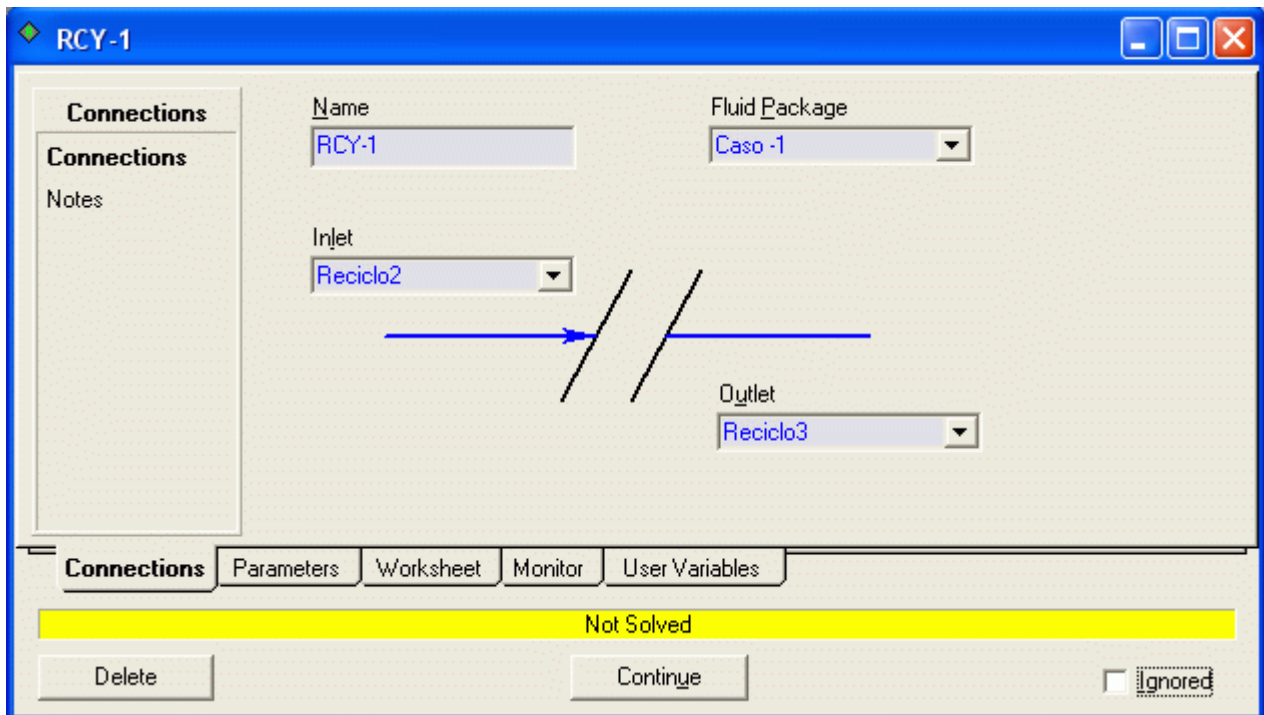 RCY-1
Connections
Connections
Notes
Name
RCY-1
Fluid Package
Caso -1
Inlet
Reciclo2
Outlet
Reciclo3
Connections Parameters Worksheet Monitor User Variables
Not Solved
Delete Continue Ignored